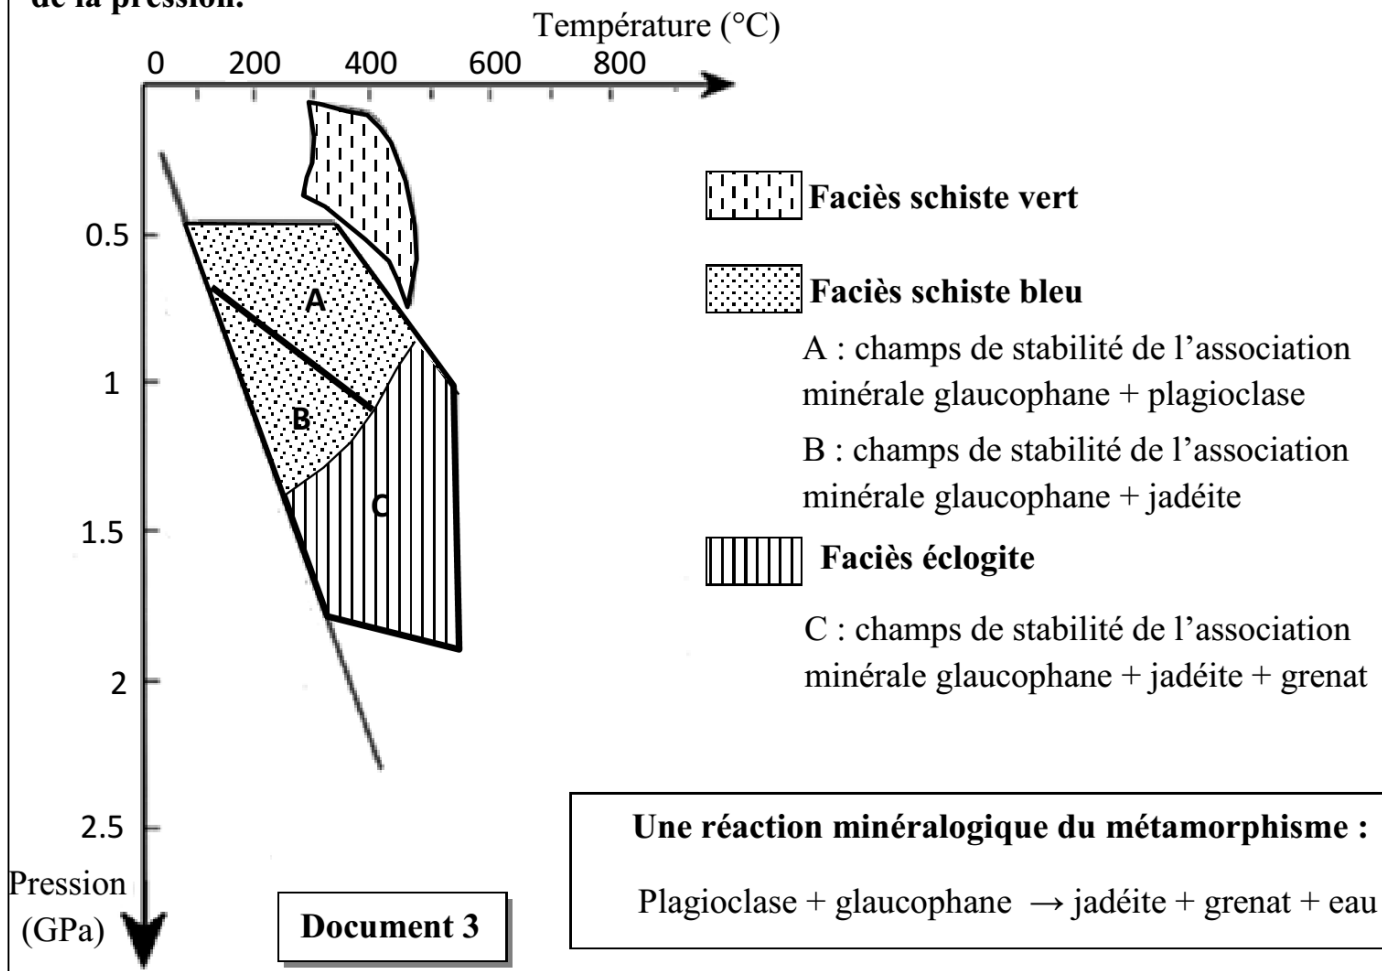 de la pression.
Température (°C)
0 200 400 600 800
0.5
1
1.5
2
2.5
Pression
(GPa)
A
B
C
Faciès schiste vert
Faciès schiste bleu
A : champs de stabilité de l’association
minérale glaucophane + plagioclase
B : champs de stabilité de l’association
minérale glaucophane + jadéite
Faciès éclogite
C : champs de stabilité de l’association
minérale glaucophane + jadéite + grenat
Une réaction minéralogique du métamorphisme :
Plagioclase + glaucophane → jadéite + grenat + eau
Document 3